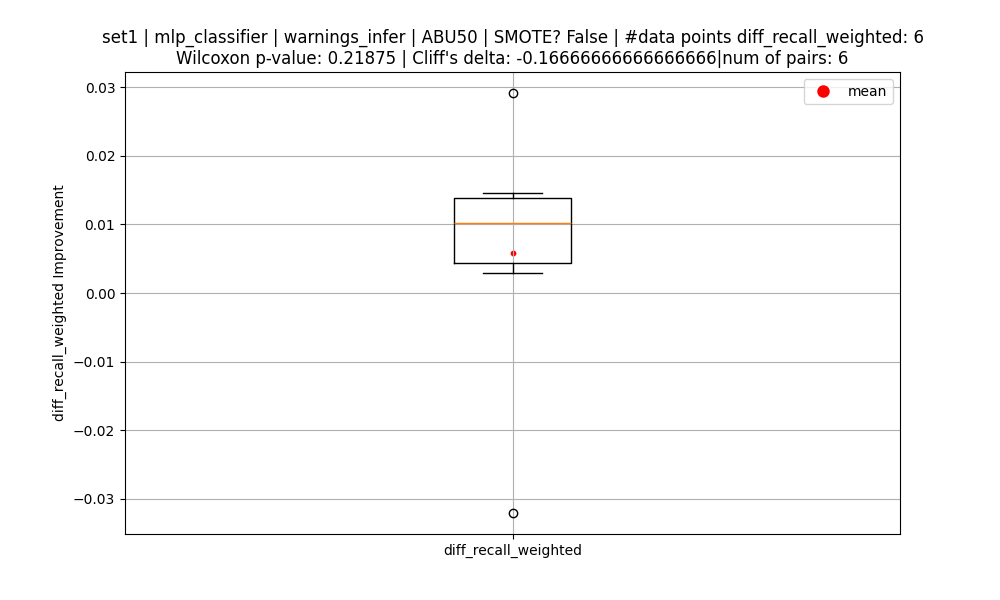 set1 | mlp_classifier | warnings_infer | ABU50 | SMOTE? False | #data points diff_recall_weighted: 6
Wilcoxon p-value: 0.21875 | Cliff's delta: -0.16666666666666666|num of pairs: 6
mean
0.03
0.02
0.01
0.00
−0.01
−0.02
−0.03
diff_recall_weighted Improvement
diff_recall_weighted